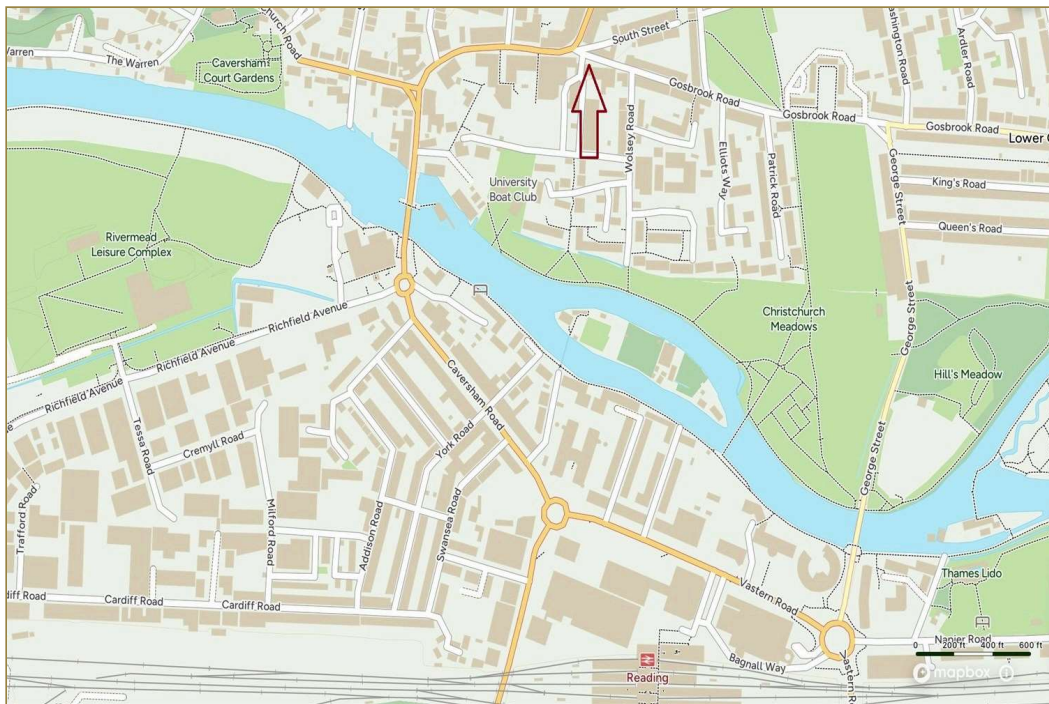 South Street
Church Road
Warren
The Warren
Caversham
Court Gardens
Ardler Road
Gosbrook Road
Gosbrook Road
Gosbrook Road
Lower
Wolsey Road
Elliots Way
Patrick Road
George Street
King's Road
Queen's Road
University
Boat Club
Rivermead
Leisure Complex
George Street
Christchurch
Meadows
Hill's Meadow
Richfield Avenue
Richfield Avenue
Richfield Avenue
Caversham Road
York Road
Tessa Road
Cremyll Road
George Street
Trafford Road
Milford Road
Addison Road
Swansea Road
Thames Lido
Cardiff Road
Cardiff Road
Vastern Road
Napier Road
0 200 ft 400 ft 600 ft
Bagnall Way
Reading
mapbox